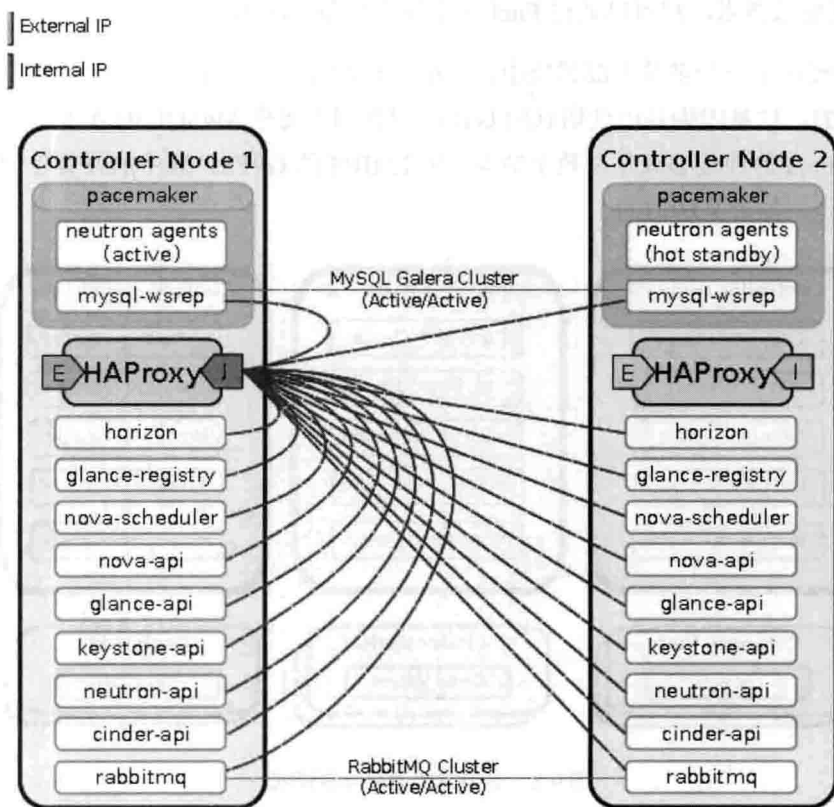 External IP
Internal IP
Controller Node 1
pacemaker
neutron agents
(active)
mysql-wsrep
E HAProxy I
horizon
glance-registry
nova-scheduler
nova-api
glance-api
keystone-api
neutron-api
cinder-api
rabbitmq
MySQL Galera Cluster
(Active/Active)
RabbitMQ Cluster
(Active/Active)
Controller Node 2
pacemaker
neutron agents
(hot standby)
mysql-wsrep
E HAProxy I
horizon
glance-registry
nova-scheduler
nova-api
glance-api
keystone-api
neutron-api
cinder-api
rabbitmq